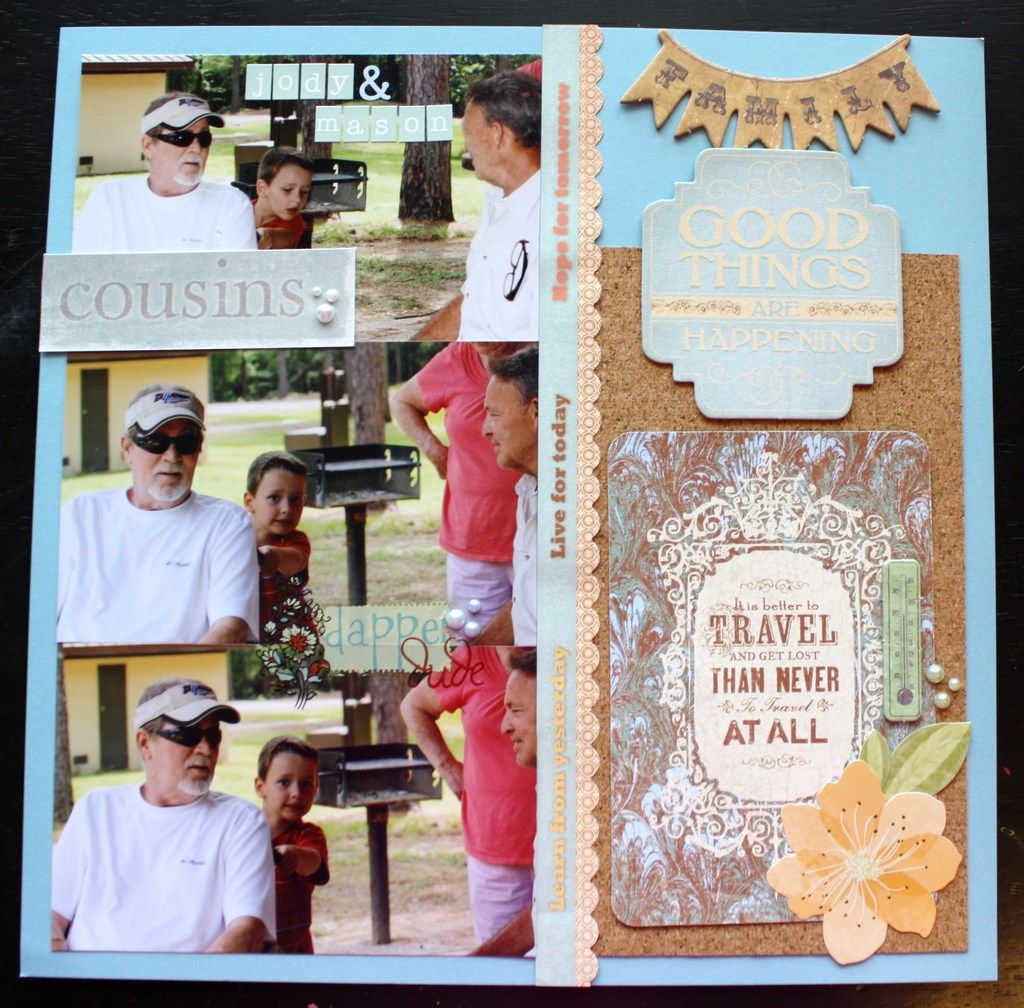 jody &
mason
cousins
dapper
dude
Hope for tomorrow
Live for today
Learn from yesterday
FAMILY
GOOD
THINGS
ARE
HAPPENING
It is better to
TRAVEL
AND GET LOST
THAN NEVER
To Travel
AT ALL